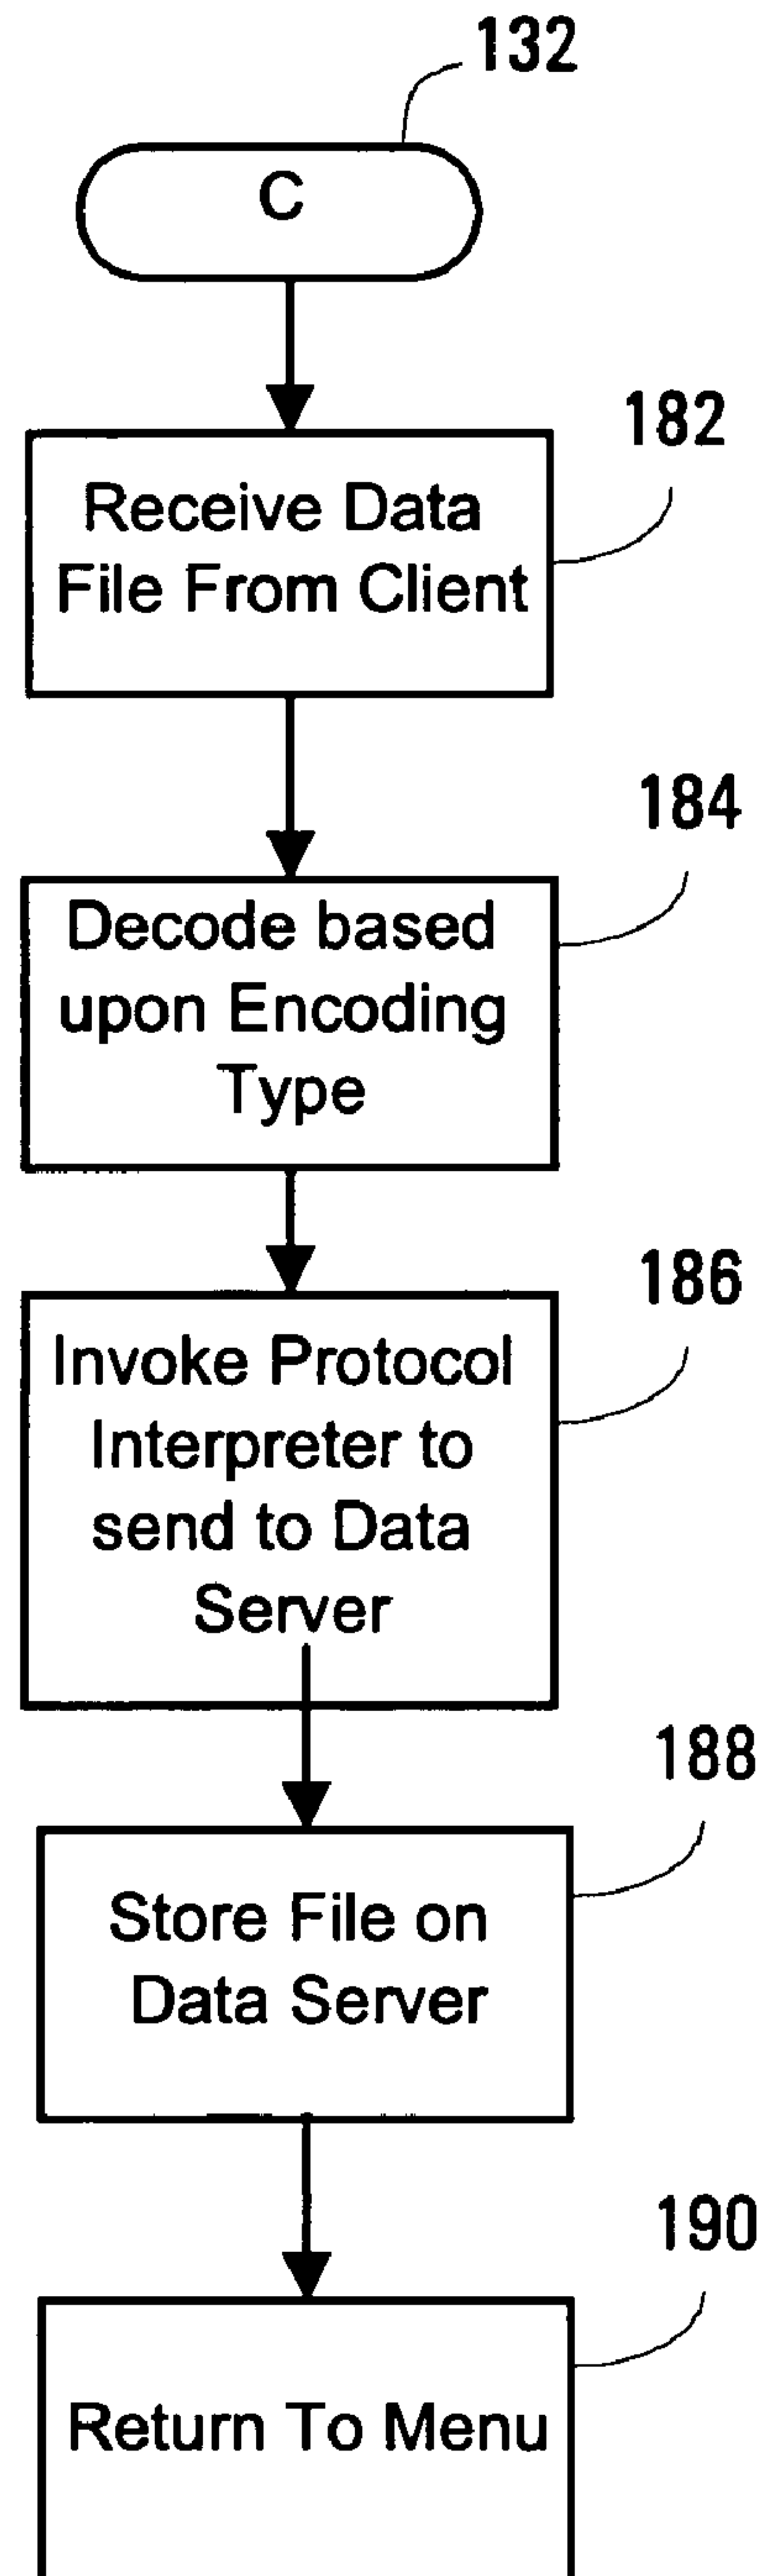 132
C
182
Receive Data
File From Client
184
Decode based
upon Encoding
Type
186
Invoke Protocol
Interpreter to
send to Data
Server
188
Store File on
Data Server
190
Return To Menu